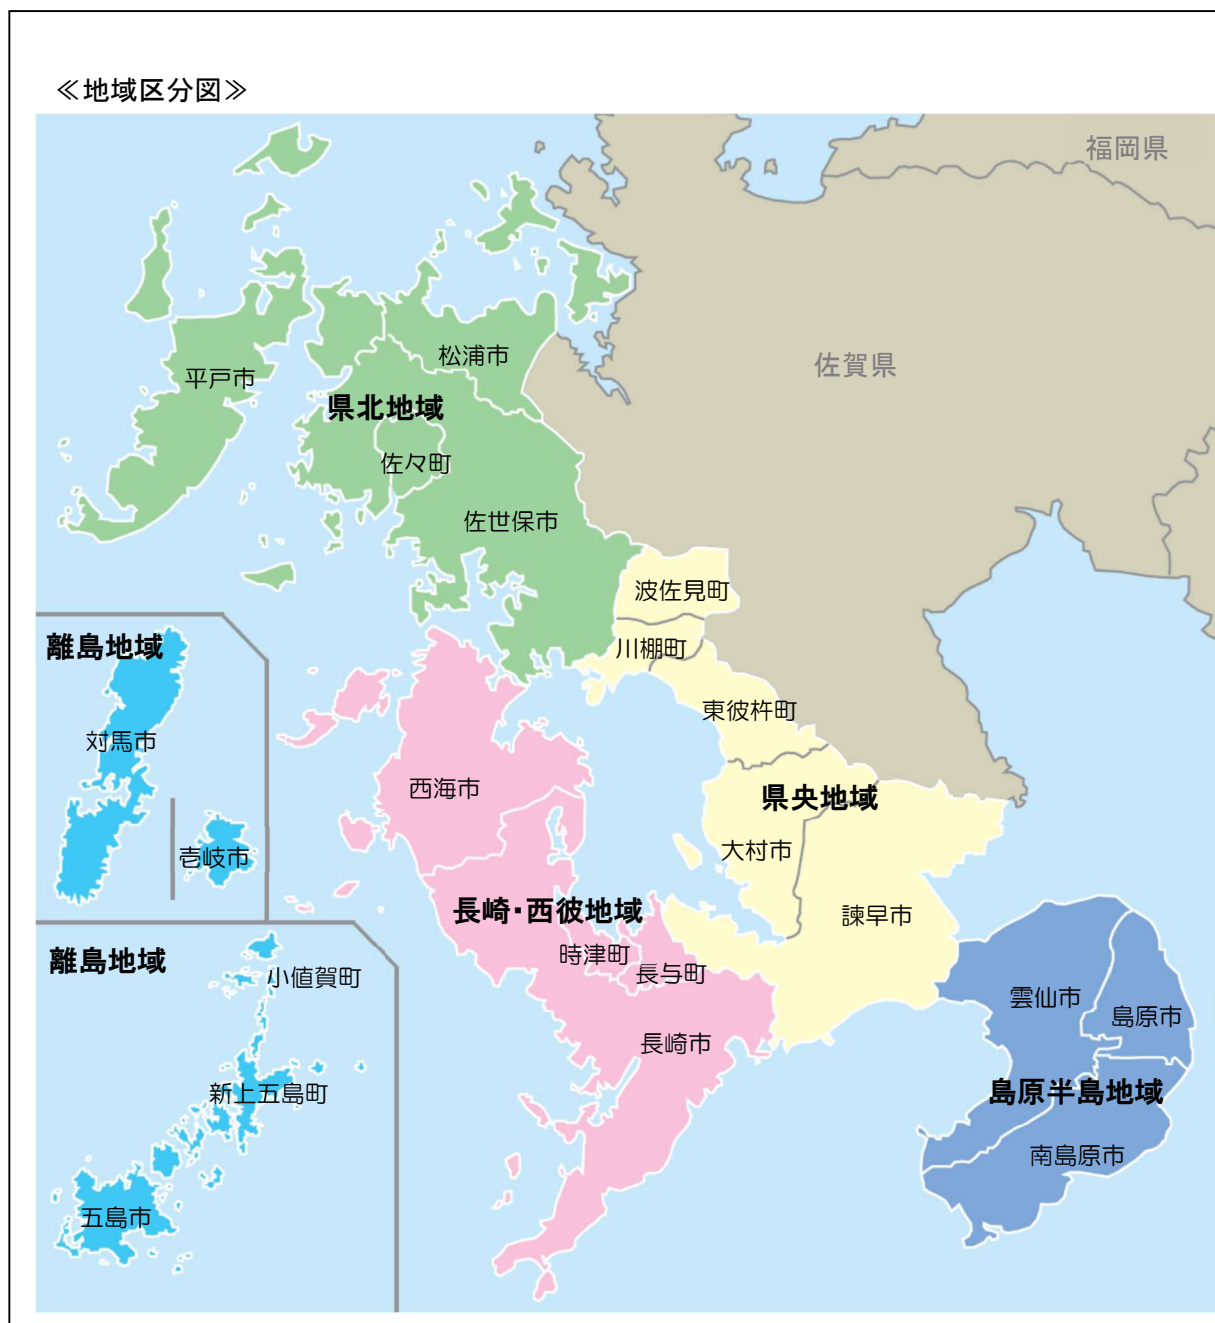 ≪地域区分図≫
福岡県
佐賀県
松浦市
平戸市
県北地域
佐々町
佐世保市
波佐見町
川棚町
東彼杵町
離島地域
対馬市
壱岐市
西海市
県央地域
大村市
諫早市
長崎・西彼地域
時津町
長与町
長崎市
離島地域
小値賀町
新上五島町
五島市
雲仙市
島原市
島原半島地域
南島原市